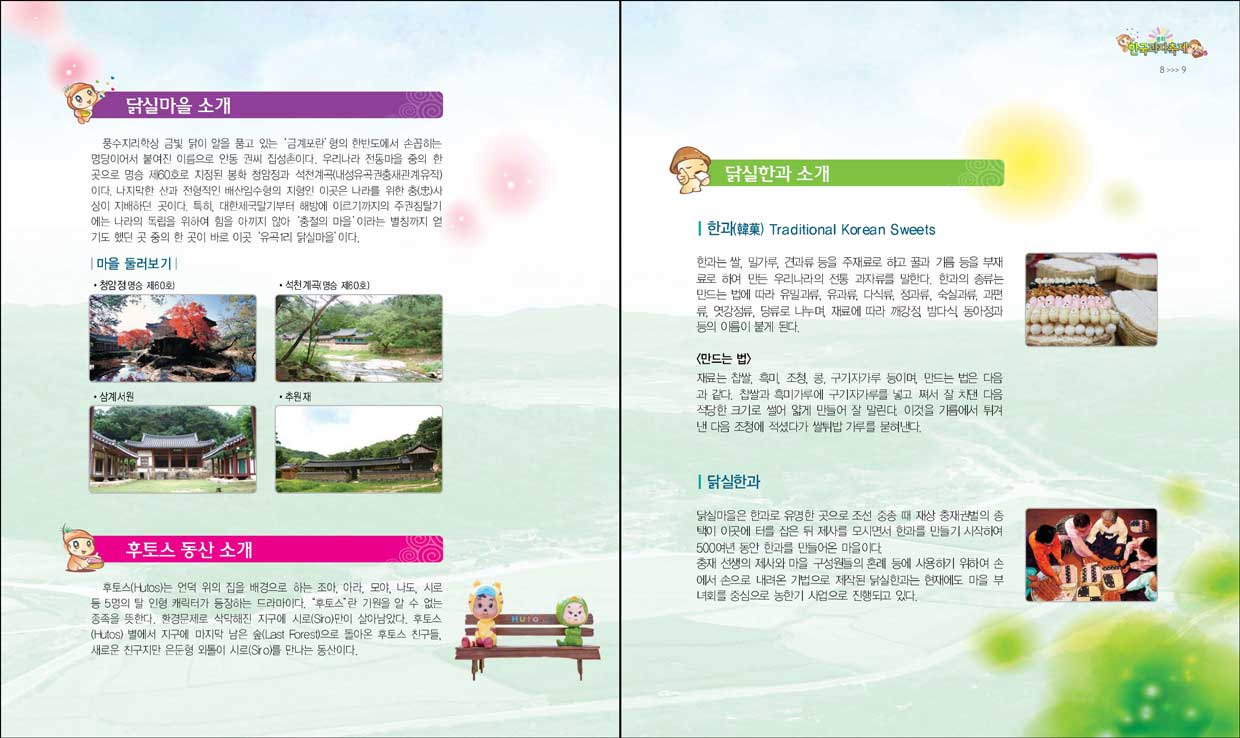 닭실마을 소개
풍수지리학상 금빛 닭이 알을 품고 있는 ‘금계포란’형의 한반도에서 손꼽히는
명당이어서 붙여진 이름으로 안동 권씨 집성촌이다. 우리나라 전통마을 중의 한
곳으로 명승 제60호로 지정된 봉화 청암정과 석천계곡(내성유곡권충재관계유적)
이다. 나지막한 산과 전형적인 배산임수형의 지형인 이곳은 나라를 위한 충(忠)사
상이 지배하던 곳이다. 특히, 대한제국말기부터 해방에 이르기까지의 주권침탈기
에는 나라의 독립을 위하여 힘을 아끼지 않아 ‘충절의 마을’이라는 별칭까지 얻
기도 했던 곳 중의 한 곳이 바로 이곳 ‘유곡1리 닭실마을’이다.
| 마을 둘러보기 |
• 청암정(명승 제60호)
• 석천계곡(명승 제60호)
• 삼계서원
• 추원재
후토스 동산 소개
후토스(Hutos)는 언덕 위의 집을 배경으로 하는 조아, 아라, 모야, 나도, 시로
등 5명의 탈 인형 캐릭터가 등장하는 드라마이다. “후토스”란 기원을 알 수 없는
종족을 뜻한다. 환경문제로 삭막해진 지구에 시로(Siro)만이 살아남았다. 후토스
(Hutos) 별에서 지구에 마지막 남은 숲(Last Forest)으로 돌아온 후토스 친구들,
새로운 친구지만 은둔형 외톨이 시로(Siro)를 만나는 동산이다.
HUTO
봉화
한국과자축제
8 >>> 9
닭실한과 소개
| 한과(韓菓) Traditional Korean Sweets
한과는 쌀, 밀가루, 견과류 등을 주재료로 하고 꿀과 기름 등을 부재
료로 하여 만든 우리나라의 전통 과자류를 말한다. 한과의 종류는
만드는 법에 따라 유밀과류, 유과류, 다식류, 정과류, 숙실과류, 과편
류, 엿강정류, 당류로 나누며, 재료에 따라 깨강정, 밤다식, 동아정과
등의 이름이 붙게 된다.
<만드는 법>
재료는 찹쌀, 흑미, 조청, 콩, 구기자가루 등이며, 만드는 법은 다음
과 같다. 찹쌀과 흑미가루에 구기자가루를 넣고 쪄서 잘 치댄 다음
적당한 크기로 썰어 얇게 만들어 잘 말린다. 이것을 기름에서 튀겨
낸 다음 조청에 적셨다가 쌀튀밥 가루를 묻혀낸다.
| 닭실한과
닭실마을은 한과로 유명한 곳으로 조선 중종 때 재상 충재권벌의 종
택이 이곳에 터를 잡은 뒤 제사를 모시면서 한과를 만들기 시작하여
500여년 동안 한과를 만들어온 마을이다.
충재 선생의 제사와 마을 구성원들의 혼례 등에 사용하기 위하여 손
에서 손으로 내려온 기법으로 제작된 닭실한과는 현재에도 마을 부
녀회를 중심으로 농한기 사업으로 진행되고 있다.